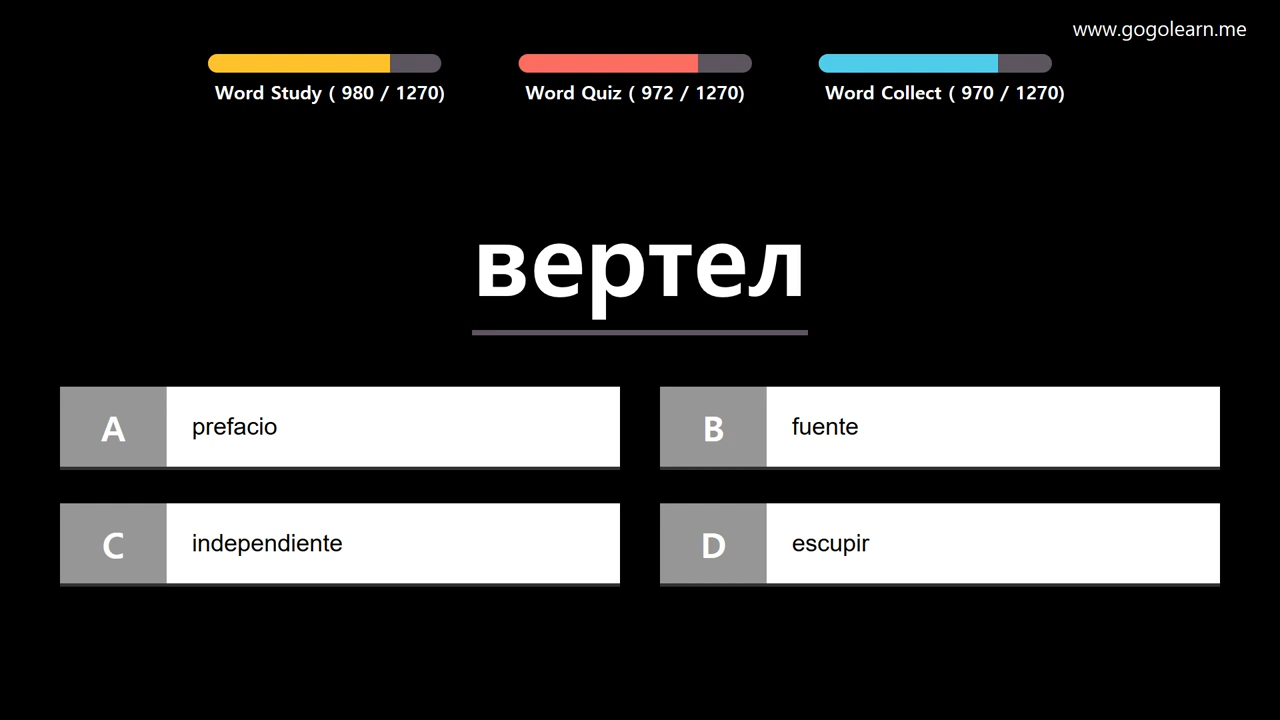 www.gogolearn.me
Word Study ( 980 / 1270)
Word Quiz ( 972 / 1270)
Word Collect ( 970 / 1270)
вертел
A prefacio
B fuente
C independiente
D escupir